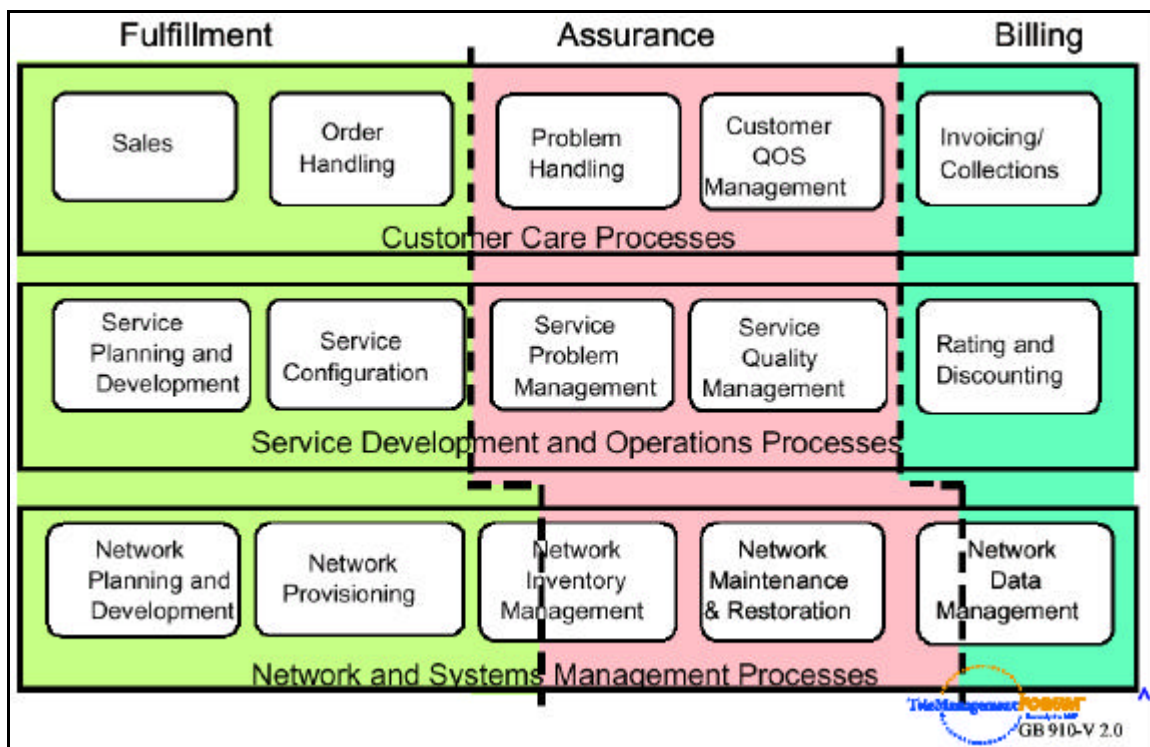 Fulfillment
Assurance
Billing
Sales
Order
Handling
Problem
Handling
Customer
QOS
Management
Invoicing/
Collections
Customer Care Processes
Service
Planning and
Development
Service
Configuration
Service
Problem
Management
Service
Quality
Management
Rating and
Discounting
Service Development and Operations Processes
Network
Planning and
Development
Network
Provisioning
Network
Inventory
Management
Network
Maintenance
& Restoration
Network
Data
Management
Network and Systems Management Processes
TeleManagement FORUM
GB 910-V 2.0